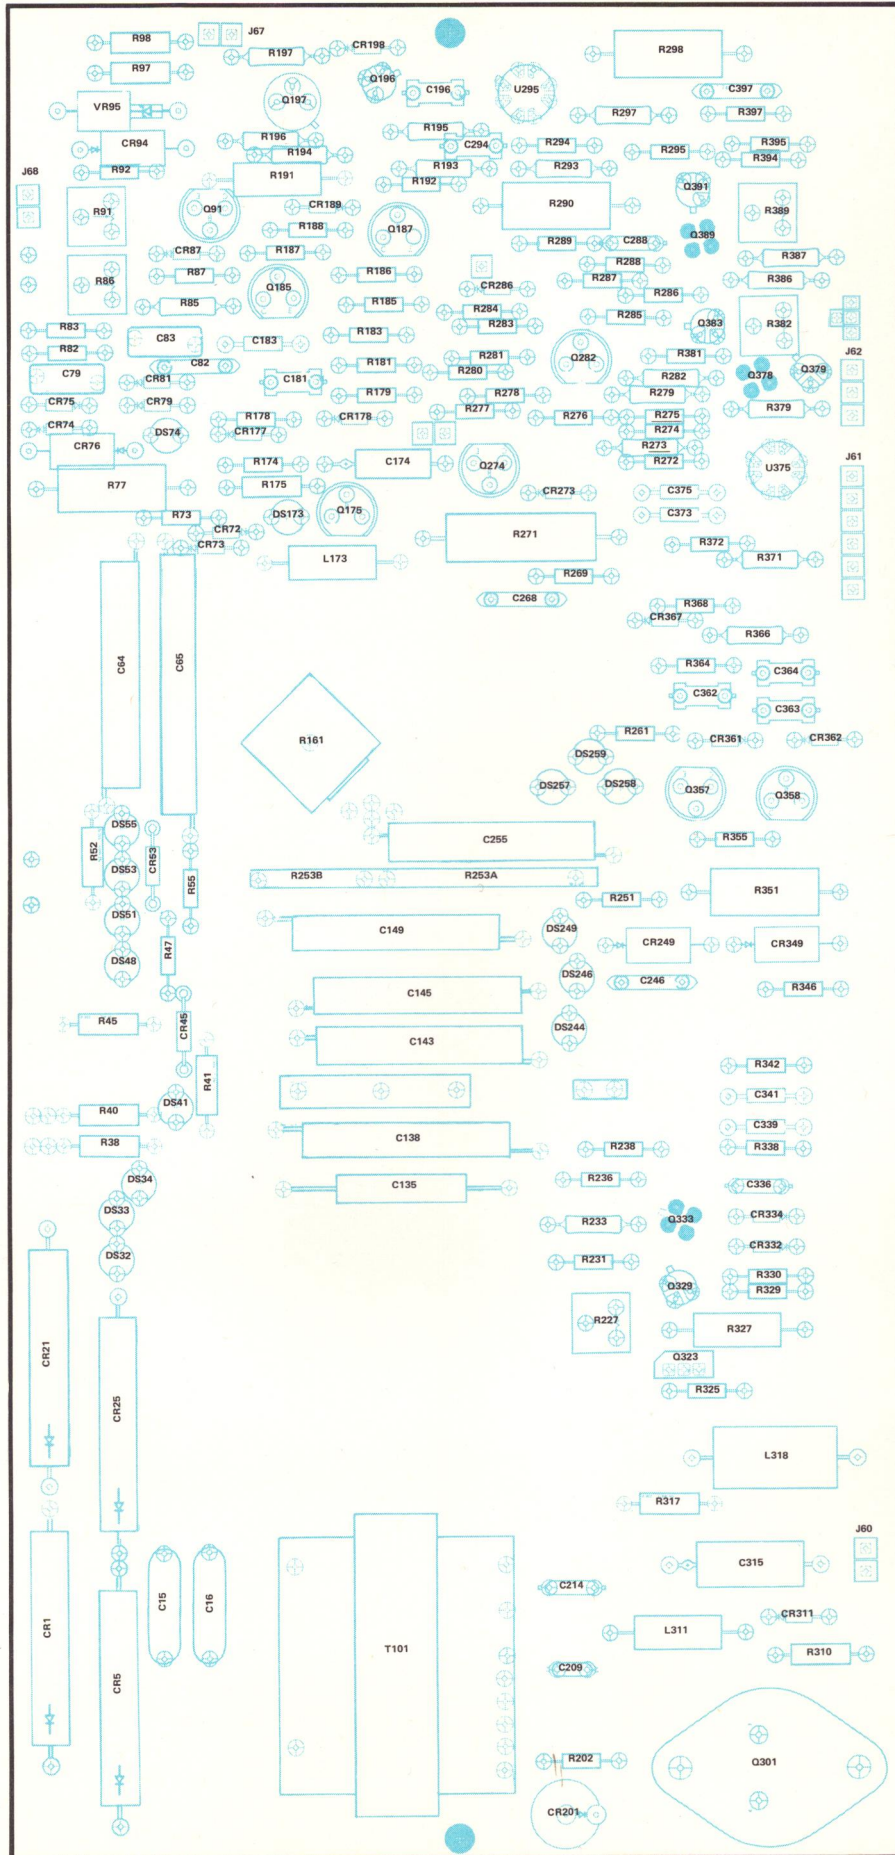 R98
J67
R197
CR198
R298
R97
Q196
C196
U295
C397
VR95
Q197
R297
R397
CR94
R196
R195
C294
R294
R295
R395
R194
R394
J68
R92
R191
R193
R192
R293
Q391
R91
Q91
CR189
R290
R389
R188
Q187
Q389
CR87
R187
R289
C288
R387
R86
R87
Q185
R186
R288
R287
R386
CR286
R85
R185
R284
R286
R83
C83
C183
R183
R283
R285
Q383
R382
R82
C82
R181
R281
Q282
R381
J62
C79
CR81
C181
R280
R282
Q378
Q379
CR75
CR79
R179
R278
R279
CR74
R178
CR178
R277
R276
R275
R379
DS74
CR177
R274
CR76
R273
R174
C174
Q274
R272
U375
J61
R77
R175
CR273
C375
R73
DS173
Q175
C373
CR72
CR73
L173
R271
R372
R371
R269
C268
R368
CR367
R366
C64
C65
R364
C364
C362
C363
R161
R261
CR361
CR362
DS259
DS257
DS258
Q357
Q358
DS55
R52
CR53
C255
R355
DS53
R55
R253B
R253A
R251
R351
DS51
C149
DS249
R47
CR249
CR349
DS48
DS246
C145
C246
R346
R45
CR45
C143
DS244
R41
R342
DS41
C341
R40
C339
R38
C138
R238
R338
DS34
C135
R236
C336
DS33
Q333
CR334
R233
DS32
R231
CR332
Q329
R330
R329
R227
R327
CR21
CR25
Q323
R325
L318
R317
J60
C315
C15
C16
C214
CR1
CR5
T101
CR311
L311
R310
C209
R202
Q301
CR201